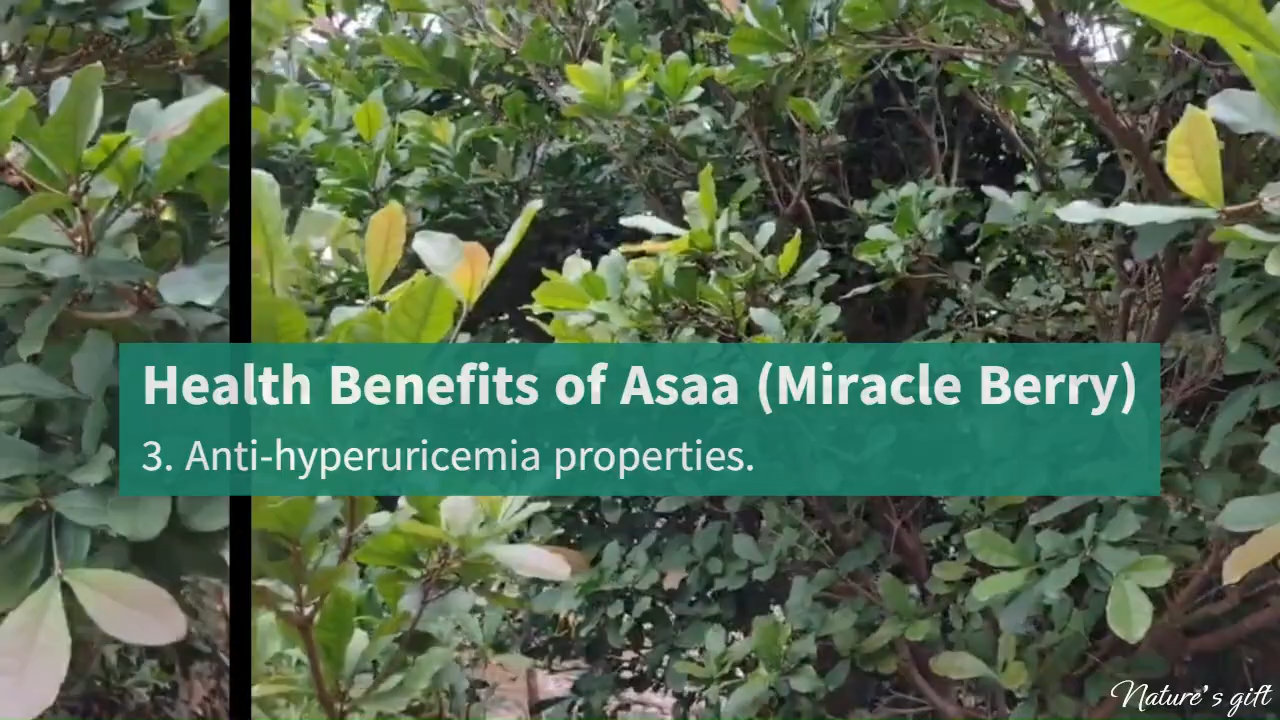 Health Benefits of Asaa (Miracle Berry)
3. Anti-hyperuricemia properties.
Nature's gift